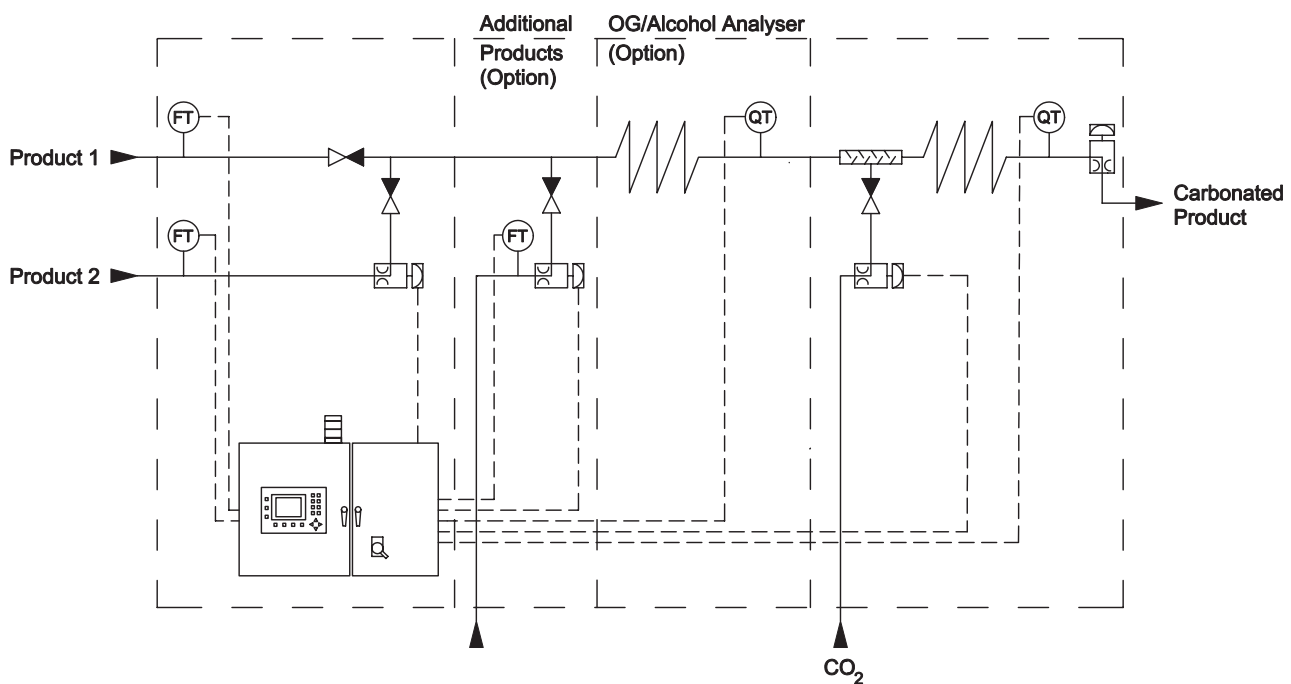 Additional
Products
(Option)
OG/Alcohol Analyser
(Option)
FT
QT
QT
Product 1
Carbonated
Product
FT
FT
Product 2
CO₂